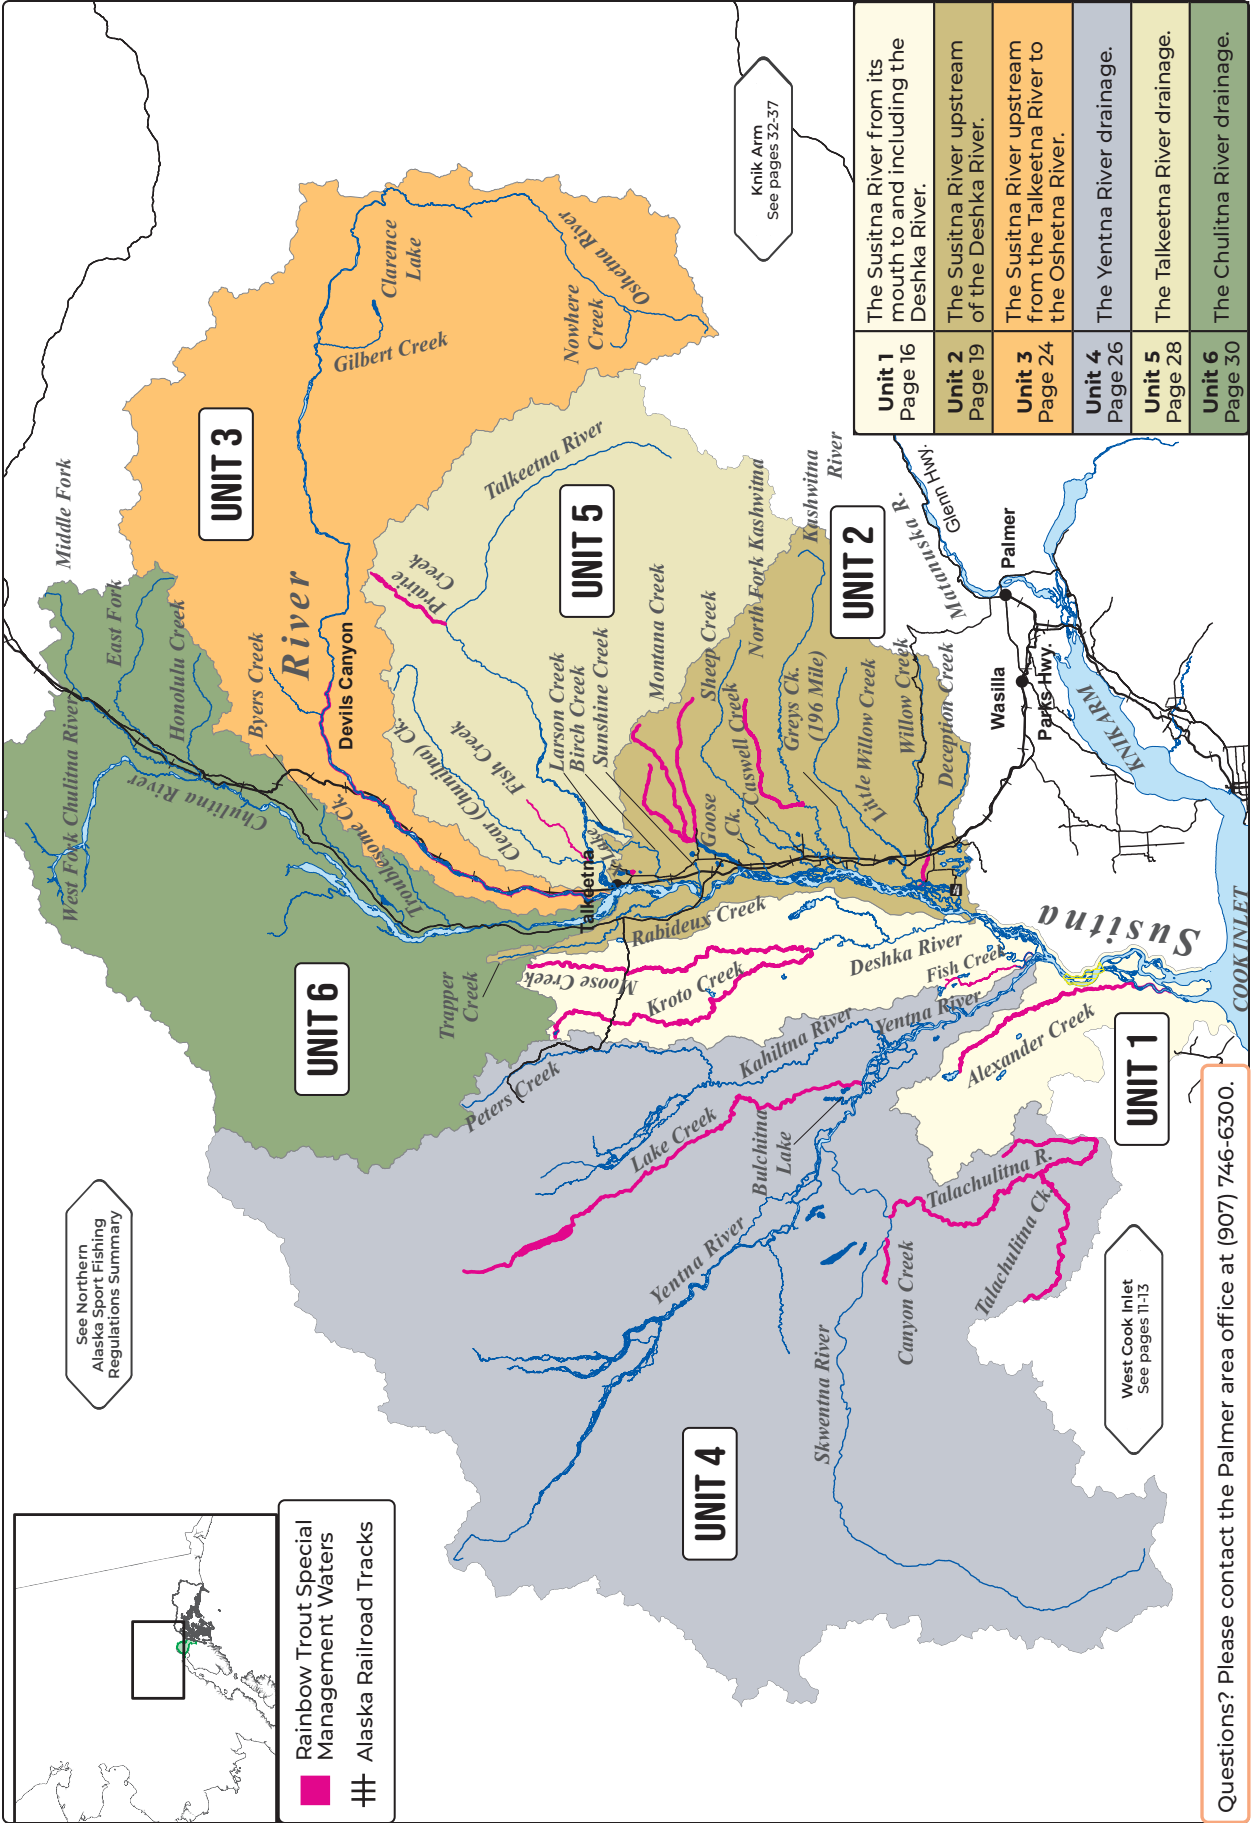 See Northern
Alaska Sport Fishing
Regulations Summary
Rainbow Trout Special
Management Waters
Alaska Railroad Tracks
UNIT 6
UNIT 3
UNIT 5
UNIT 2
UNIT 4
UNIT 1
Middle Fork
East Fork
Honolulu Creek
West Fork Chulitna River
Chulitna River
Byers Creek
Troublesome Ck.
River
Devils Canyon
Gilbert Creek
Clarence
Lake
Nowhere
Creek
Oshetna River
Talkeetna River
Prairie
Creek
Clear (Chunilna) Ck.
Fish Creek
Larson Creek
Birch Creek
Sunshine Creek
Montana Creek
Sheep Creek
North Fork Kashwitna
Kashwitna
River
Goose
Ck.
Caswell Creek
Greys Ck.
(196 Mile)
Little Willow Creek
Willow Creek
Deception Creek
Talkeetna
Lake
Trapper
Creek
Rabideux Creek
Moose Creek
Kroto Creek
Deshka River
Fish Creek
Yentna River
Kahiltna River
Peters Creek
Lake Creek
Bulchitna
Lake
Yentna River
Skwentna River
Canyon Creek
Talachulitna R.
Talachulitna Ck.
Alexander Creek
Susitna
COOK INLET
KNIK ARM
Matanuska R.
Glenn Hwy.
Palmer
Wasilla
Parks Hwy.
Knik Arm
See pages 32-37
West Cook Inlet
See pages 11-13
Unit 1
Page 16
The Susitna River from its
mouth to and including the
Deshka River.
Unit 2
Page 19
The Susitna River upstream
of the Deshka River.
Unit 3
Page 24
The Susitna River upstream
from the Talkeetna River to
the Oshetna River.
Unit 4
Page 26
The Yentna River drainage.
Unit 5
Page 28
The Talkeetna River drainage.
Unit 6
Page 30
The Chulitna River drainage.
Questions? Please contact the Palmer area office at (907) 746-6300.